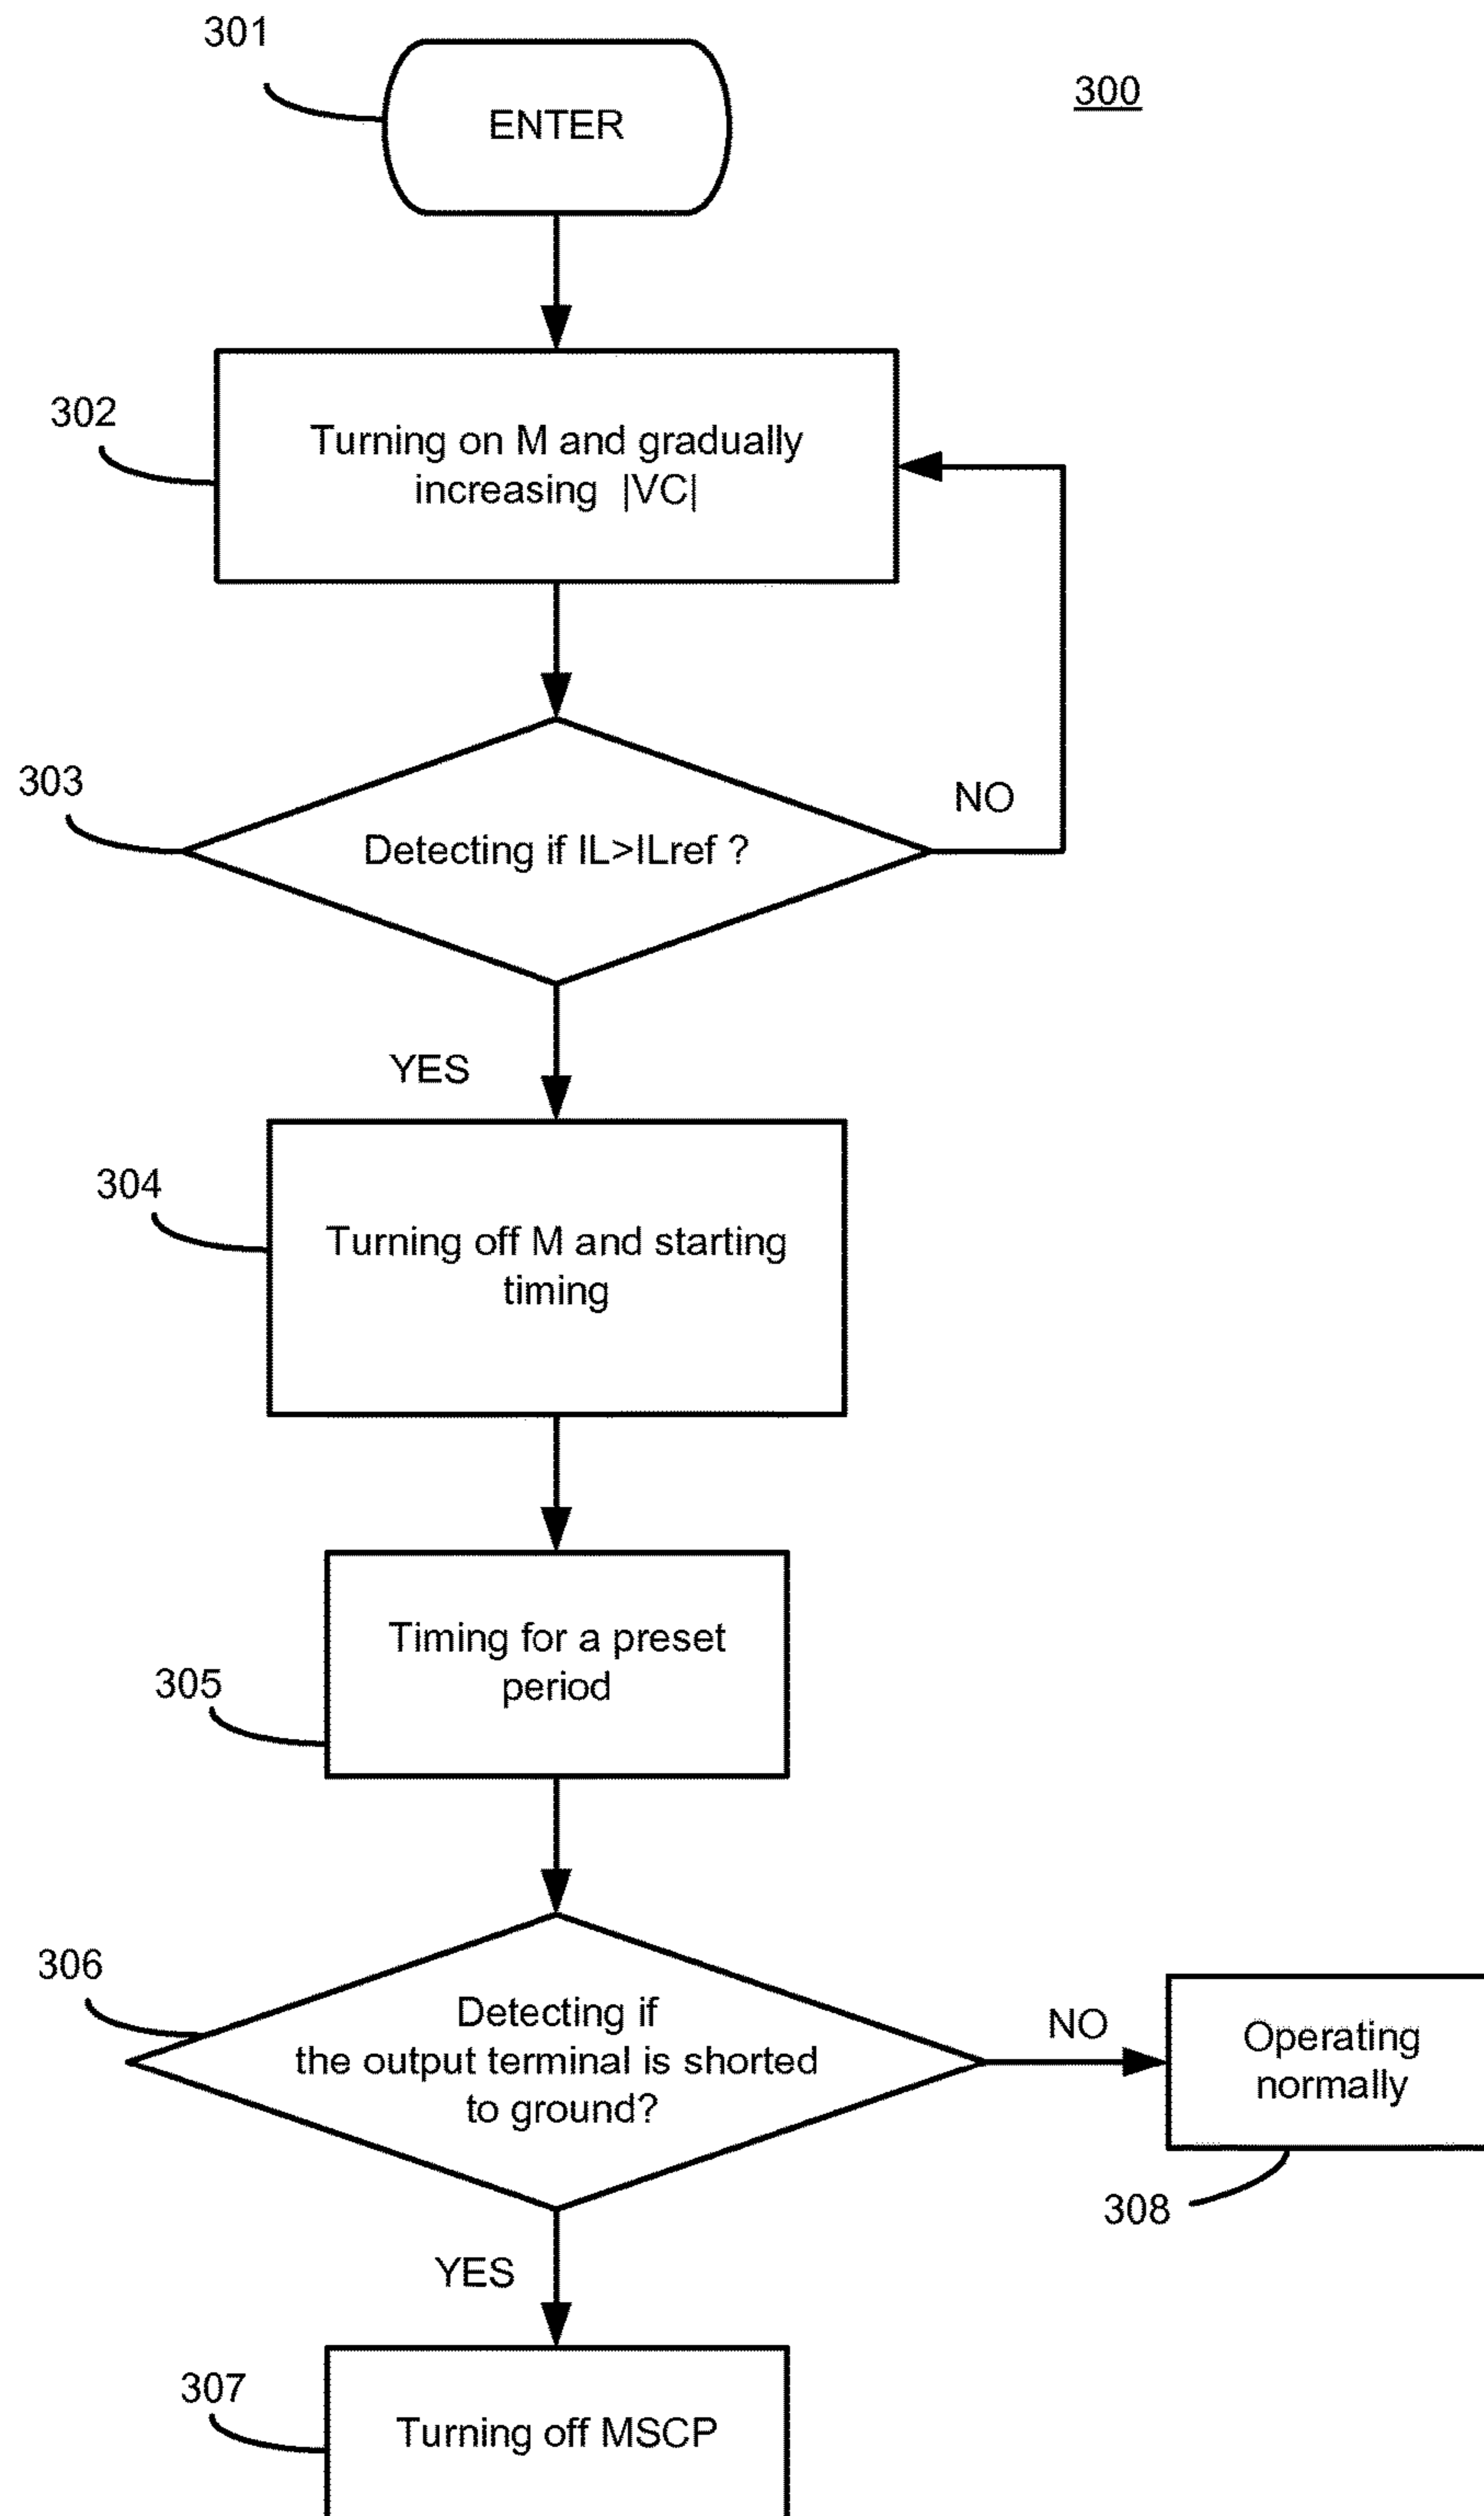 301
ENTER
300
302
Turning on M and gradually
increasing |VC|
303
Detecting if IL>ILref ?
NO
YES
304
Turning off M and starting
timing
Timing for a preset
period
305
306
Detecting if
the output terminal is shorted
to ground?
NO
Operating
normally
308
YES
307
Turning off MSCP